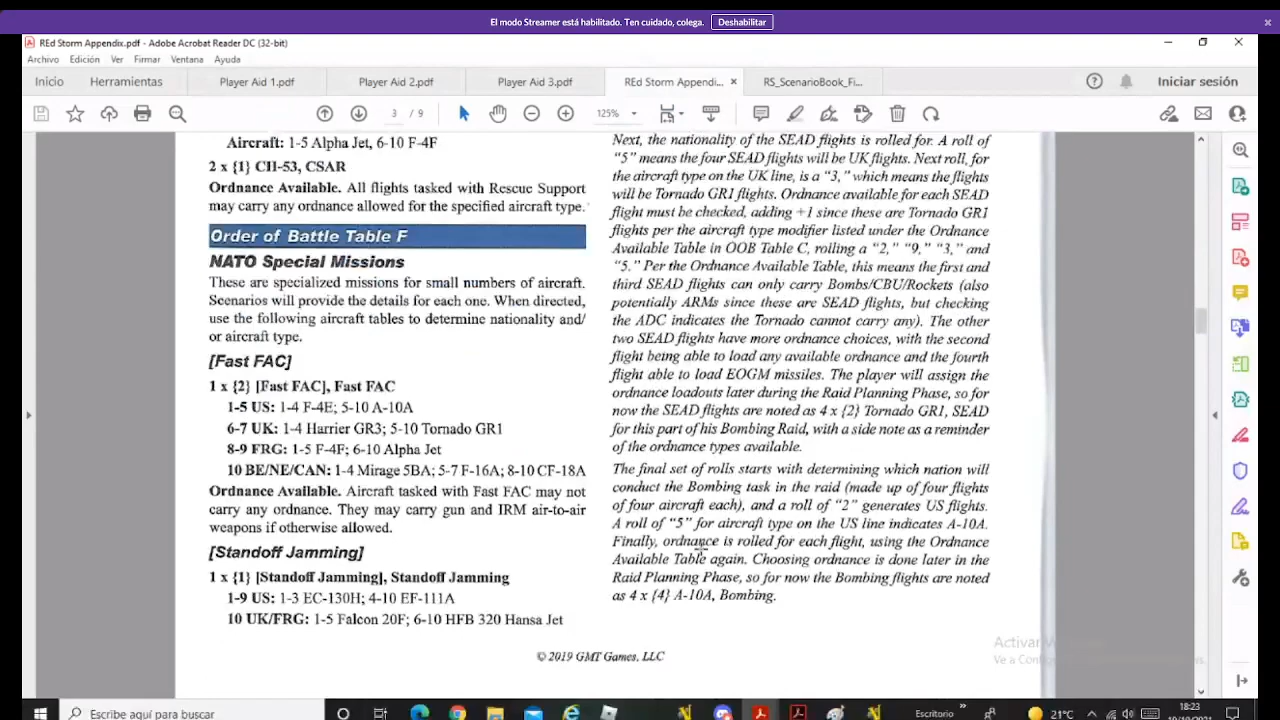 El modo Streamer está habilitado. Ten cuidado, colega. Deshabilitar
REd Storm Appendix.pdf - Adobe Acrobat Reader DC (32-bit)
Archivo Edición Ver Firmar Ventana Ayuda
Inicio Herramientas Player Aid 1.pdf Player Aid 2.pdf Player Aid 3.pdf REd Storm Appendi... RS_ScenarioBook_Fi... Iniciar sesión
3 / 9 125%
Aircraft: 1-5 Alpha Jet, 6-10 F-4F
2 x {1} CH-53, CSAR
Ordnance Available. All flights tasked with Rescue Support
may carry any ordnance allowed for the specified aircraft type.
Order of Battle Table F
NATO Special Missions
These are specialized missions for small numbers of aircraft.
Scenarios will provide the details for each one. When directed,
use the following aircraft tables to determine nationality and/
or aircraft type.
[Fast FAC]
1 x {2} [Fast FAC], Fast FAC
1-5 US: 1-4 F-4E; 5-10 A-10A
6-7 UK: 1-4 Harrier GR3; 5-10 Tornado GR1
8-9 FRG: 1-5 F-4F; 6-10 Alpha Jet
10 BE/NE/CAN: 1-4 Mirage 5BA; 5-7 F-16A; 8-10 CF-18A
Ordnance Available. Aircraft tasked with Fast FAC may not
carry any ordnance. They may carry gun and IRM air-to-air
weapons if otherwise allowed.
[Standoff Jamming]
1 x {1} [Standoff Jamming], Standoff Jamming
1-9 US: 1-3 EC-130H; 4-10 EF-111A
10 UK/FRG: 1-5 Falcon 20F; 6-10 HFB 320 Hansa Jet
Next, the nationality of the SEAD flights is rolled for. A roll of
"5" means the four SEAD flights will be UK flights. Next roll, for
the aircraft type on the UK line, is a "3," which means the flights
will be Tornado GR1 flights. Ordnance available for each SEAD
flight must be checked, adding +1 since these are Tornado GR1
flights per the aircraft type modifier listed under the Ordnance
Available Table in OOB Table C, rolling a "2," "9," "3," and
"5." Per the Ordnance Available Table, this means the first and
third SEAD flights can only carry Bombs/CBU/Rockets (also
potentially ARMs since these are SEAD flights, but checking
the ADC indicates the Tornado cannot carry any). The other
two SEAD flights have more ordnance choices, with the second
flight being able to load any available ordnance and the fourth
flight able to load EOGM missiles. The player will assign the
ordnance loadouts later during the Raid Planning Phase, so for
now the SEAD flights are noted as 4 x {2} Tornado GR1, SEAD
for this part of his Bombing Raid, with a side note as a reminder
of the ordnance types available.
The final set of rolls starts with determining which nation will
conduct the Bombing task in the raid (made up of four flights
of four aircraft each), and a roll of "2" generates US flights.
A roll of "5" for aircraft type on the US line indicates A-10A.
Finally, ordnance is rolled for each flight, using the Ordnance
Available Table again. Choosing ordnance is done later in the
Raid Planning Phase, so for now the Bombing flights are noted
as 4 x {4} A-10A, Bombing.
© 2019 GMT Games, LLC
Escribe aquí para buscar
Escritorio
21°C
18:23